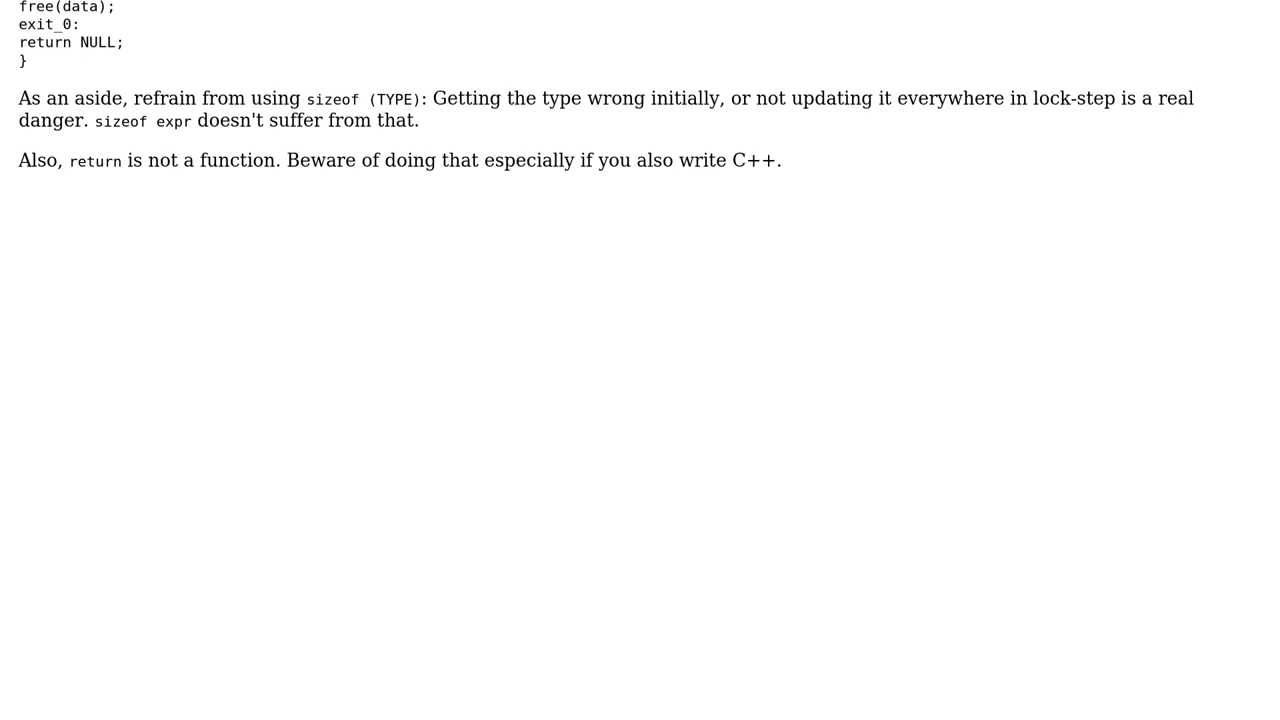 free(data);
exit_0:
return NULL;
}
As an aside, refrain from using sizeof (TYPE): Getting the type wrong initially, or not updating it everywhere in lock-step is a real
danger. sizeof expr doesn't suffer from that.
Also, return is not a function. Beware of doing that especially if you also write C++.